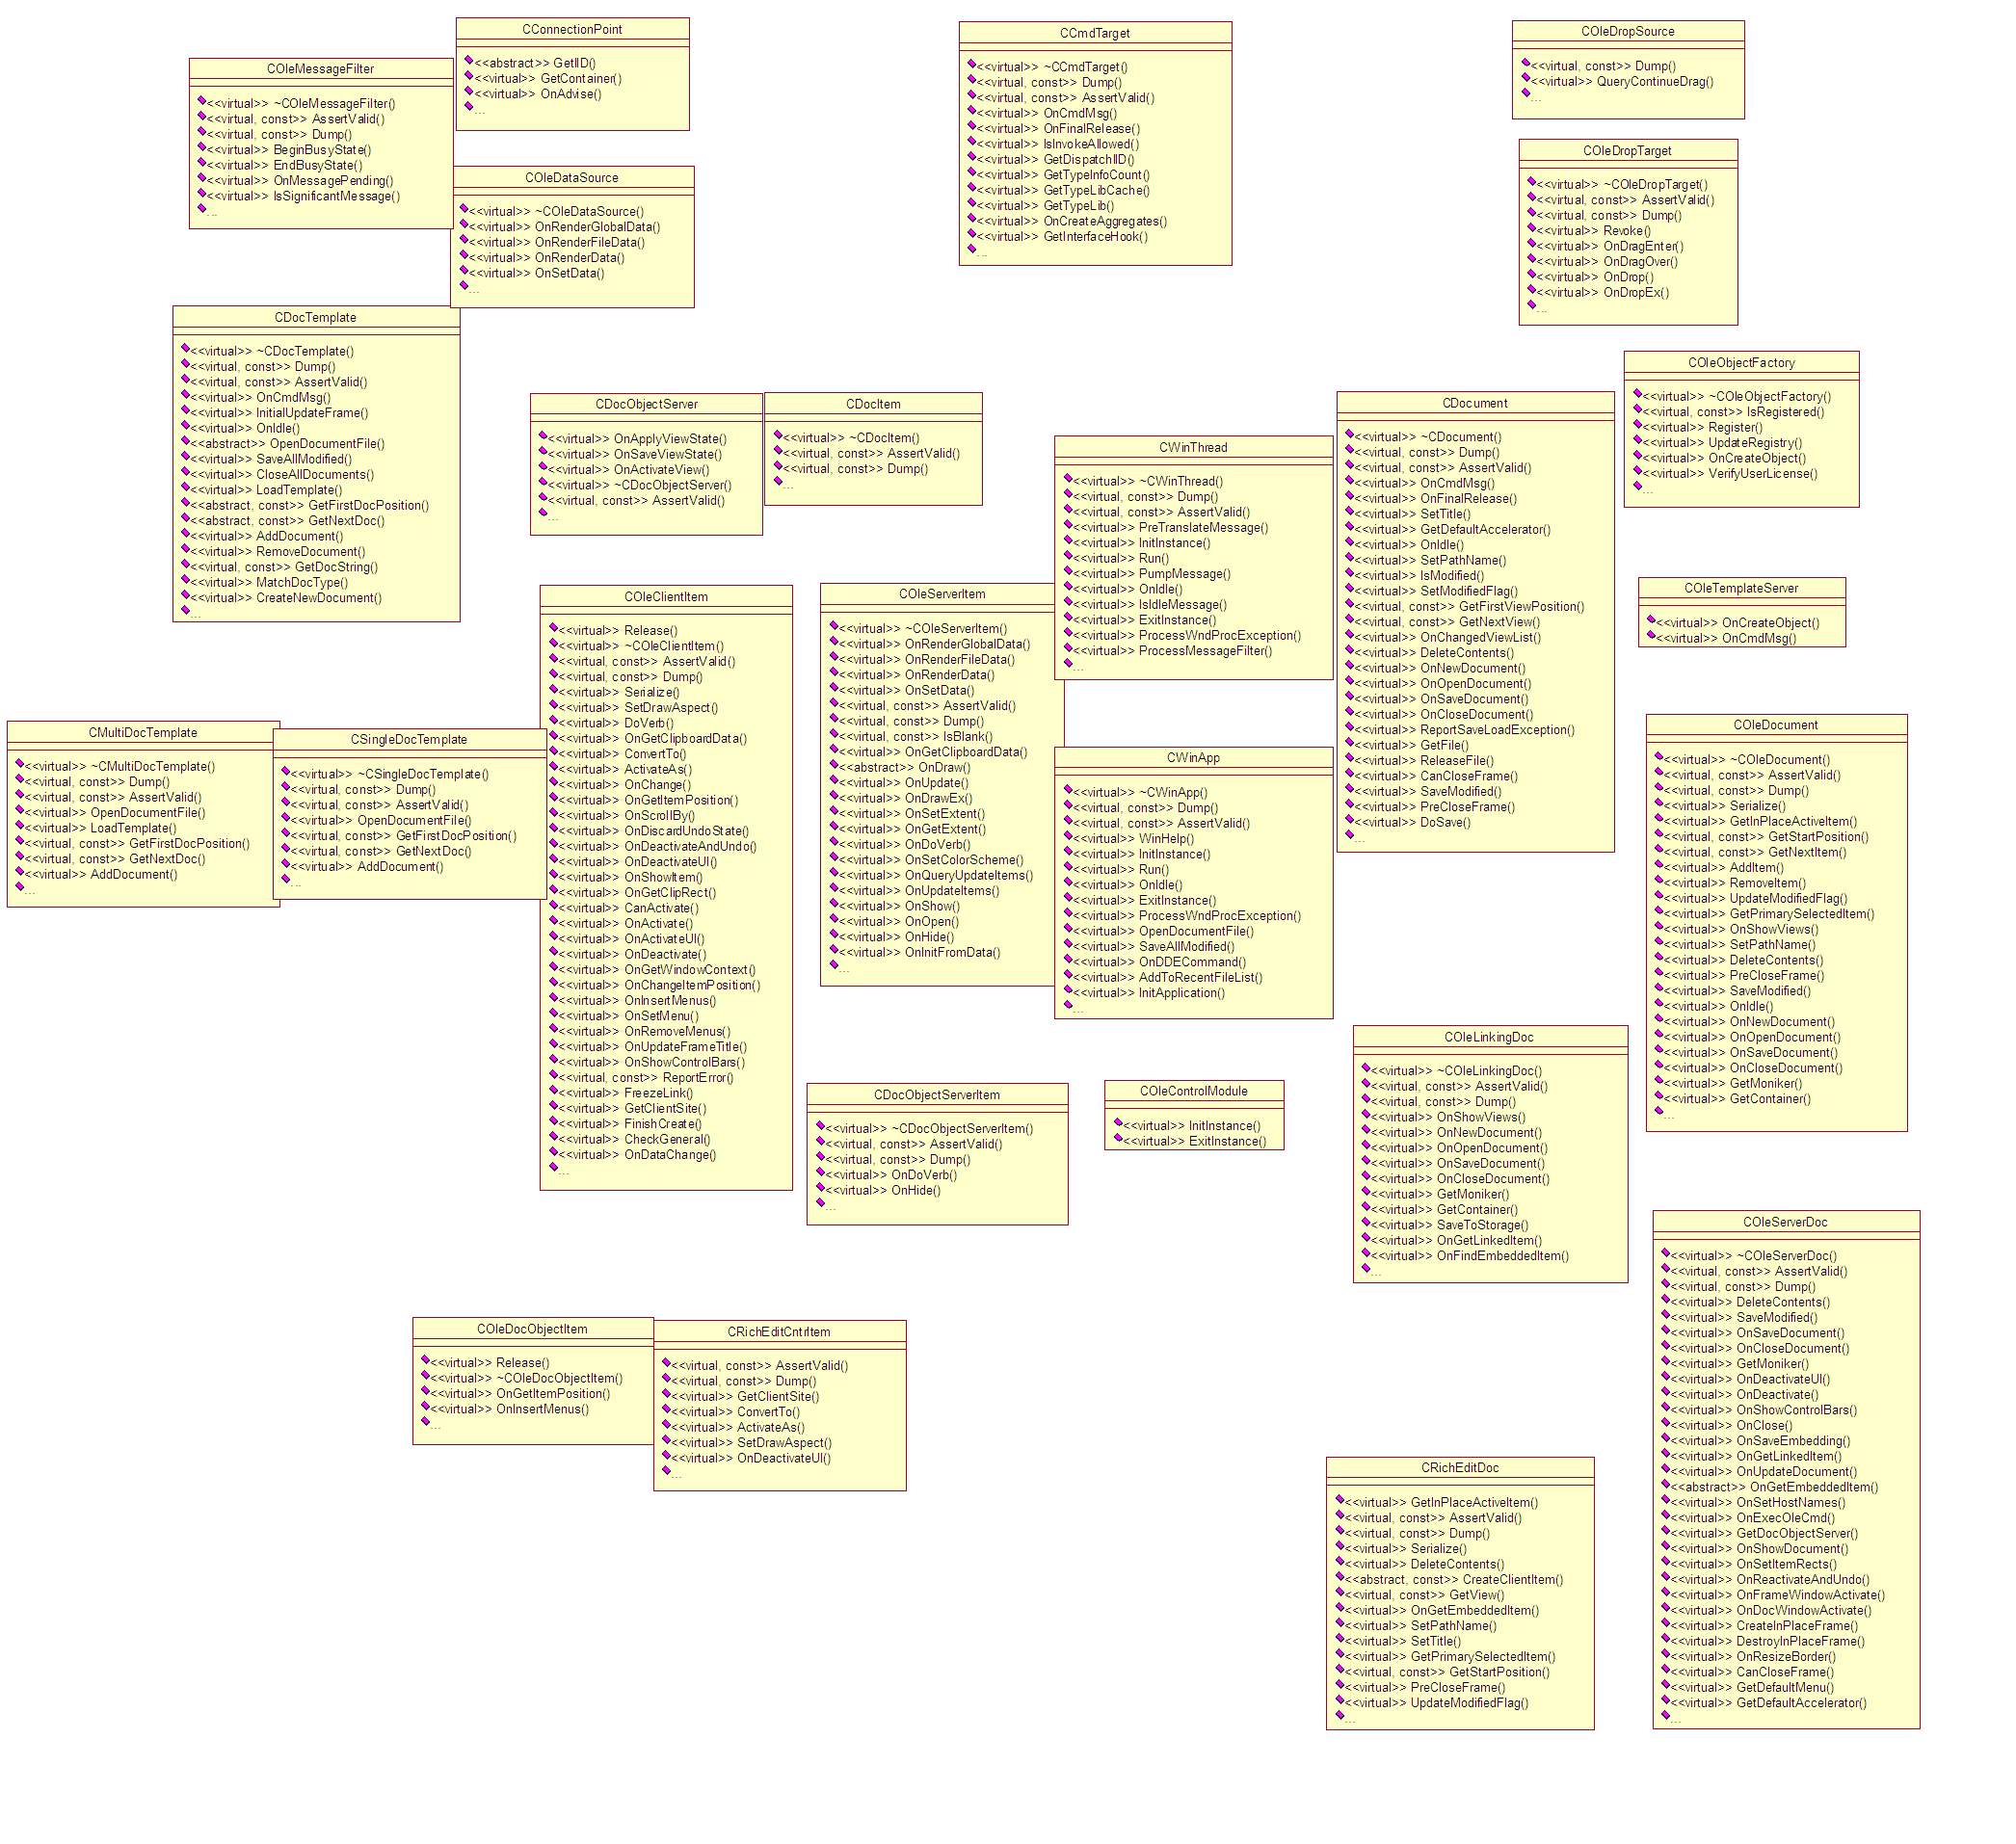 CConnectionPoint
<<abstract>> GetIID()
<<virtual>> GetContainer()
<<virtual>> OnAdvise()
...
COleMessageFilter
<<virtual>> ~COleMessageFilter()
<<virtual, const>> AssertValid()
<<virtual, const>> Dump()
<<virtual>> BeginBusyState()
<<virtual>> EndBusyState()
<<virtual>> OnMessagePending()
<<virtual>> IsSignificantMessage()
...
COleDataSource
<<virtual>> ~COleDataSource()
<<virtual>> OnRenderGlobalData()
<<virtual>> OnRenderFileData()
<<virtual>> OnRenderData()
<<virtual>> OnSetData()
...
CCmdTarget
<<virtual>> ~CCmdTarget()
<<virtual, const>> Dump()
<<virtual, const>> AssertValid()
<<virtual>> OnCmdMsg()
<<virtual>> OnFinalRelease()
<<virtual>> IsInvokeAllowed()
<<virtual>> GetDispatchIID()
<<virtual>> GetTypeInfoCount()
<<virtual>> GetTypeLibCache()
<<virtual>> GetTypeLib()
<<virtual>> OnCreateAggregates()
<<virtual>> GetInterfaceHook()
...
COleDropSource
<<virtual, const>> Dump()
<<virtual>> QueryContinueDrag()
...
COleDropTarget
<<virtual>> ~COleDropTarget()
<<virtual, const>> AssertValid()
<<virtual, const>> Dump()
<<virtual>> Revoke()
<<virtual>> OnDragEnter()
<<virtual>> OnDragOver()
<<virtual>> OnDrop()
<<virtual>> OnDropEx()
...
CDocTemplate
<<virtual>> ~CDocTemplate()
<<virtual, const>> Dump()
<<virtual, const>> AssertValid()
<<virtual>> OnCmdMsg()
<<virtual>> InitialUpdateFrame()
<<virtual>> OnIdle()
<<abstract>> OpenDocumentFile()
<<virtual>> SaveAllModified()
<<virtual>> CloseAllDocuments()
<<virtual>> LoadTemplate()
<<abstract, const>> GetFirstDocPosition()
<<abstract, const>> GetNextDoc()
<<virtual>> AddDocument()
<<virtual>> RemoveDocument()
<<virtual, const>> GetDocString()
<<virtual>> MatchDocType()
<<virtual>> CreateNewDocument()
...
CDocObjectServer
<<virtual>> OnApplyViewState()
<<virtual>> OnSaveViewState()
<<virtual>> OnActivateView()
<<virtual>> ~CDocObjectServer()
<<virtual, const>> AssertValid()
...
CDocItem
<<virtual>> ~CDocItem()
<<virtual, const>> AssertValid()
<<virtual, const>> Dump()
...
CWinThread
<<virtual>> ~CWinThread()
<<virtual, const>> Dump()
<<virtual, const>> AssertValid()
<<virtual>> PreTranslateMessage()
<<virtual>> InitInstance()
<<virtual>> Run()
<<virtual>> PumpMessage()
<<virtual>> OnIdle()
<<virtual>> IsIdleMessage()
<<virtual>> ExitInstance()
<<virtual>> ProcessWndProcException()
<<virtual>> ProcessMessageFilter()
...
CDocument
<<virtual>> ~CDocument()
<<virtual, const>> Dump()
<<virtual, const>> AssertValid()
<<virtual>> OnCmdMsg()
<<virtual>> OnFinalRelease()
<<virtual>> SetTitle()
<<virtual>> GetDefaultAccelerator()
<<virtual>> OnIdle()
<<virtual>> SetPathName()
<<virtual>> IsModified()
<<virtual>> SetModifiedFlag()
<<virtual, const>> GetFirstViewPosition()
<<virtual, const>> GetNextView()
<<virtual>> OnChangedViewList()
<<virtual>> DeleteContents()
<<virtual>> OnNewDocument()
<<virtual>> OnOpenDocument()
<<virtual>> OnSaveDocument()
<<virtual>> OnCloseDocument()
<<virtual>> ReportSaveLoadException()
<<virtual>> GetFile()
<<virtual>> ReleaseFile()
<<virtual>> CanCloseFrame()
<<virtual>> SaveModified()
<<virtual>> PreCloseFrame()
<<virtual>> DoSave()
...
COleObjectFactory
<<virtual>> ~COleObjectFactory()
<<virtual, const>> IsRegistered()
<<virtual>> Register()
<<virtual>> UpdateRegistry()
<<virtual>> OnCreateObject()
<<virtual>> VerifyUserLicense()
...
COleTemplateServer
<<virtual>> OnCreateObject()
<<virtual>> OnCmdMsg()
COleClientItem
<<virtual>> Release()
<<virtual>> ~COleClientItem()
<<virtual, const>> AssertValid()
<<virtual, const>> Dump()
<<virtual>> Serialize()
<<virtual>> SetDrawAspect()
<<virtual>> DoVerb()
<<virtual>> OnGetClipboardData()
<<virtual>> ConvertTo()
<<virtual>> ActivateAs()
<<virtual>> OnChange()
<<virtual>> OnGetItemPosition()
<<virtual>> OnScrollBy()
<<virtual>> OnDiscardUndoState()
<<virtual>> OnDeactivateAndUndo()
<<virtual>> OnDeactivateUI()
<<virtual>> OnShowItem()
<<virtual>> OnGetClipRect()
<<virtual>> CanActivate()
<<virtual>> OnActivate()
<<virtual>> OnActivateUI()
<<virtual>> OnDeactivate()
<<virtual>> OnGetWindowContext()
<<virtual>> OnChangeItemPosition()
<<virtual>> OnInsertMenus()
<<virtual>> OnSetMenu()
<<virtual>> OnRemoveMenus()
<<virtual>> OnUpdateFrameTitle()
<<virtual>> OnShowControlBars()
<<virtual, const>> ReportError()
<<virtual>> FreezeLink()
<<virtual>> GetClientSite()
<<virtual>> FinishCreate()
<<virtual>> CheckGeneral()
<<virtual>> OnDataChange()
...
COleServerItem
<<virtual>> ~COleServerItem()
<<virtual>> OnRenderGlobalData()
<<virtual>> OnRenderFileData()
<<virtual>> OnRenderData()
<<virtual>> OnSetData()
<<virtual, const>> AssertValid()
<<virtual, const>> Dump()
<<virtual, const>> IsBlank()
<<virtual>> OnGetClipboardData()
<<abstract>> OnDraw()
<<virtual>> OnUpdate()
<<virtual>> OnDrawEx()
<<virtual>> OnSetExtent()
<<virtual>> OnGetExtent()
<<virtual>> OnDoVerb()
<<virtual>> OnSetColorScheme()
<<virtual>> OnQueryUpdateItems()
<<virtual>> OnUpdateItems()
<<virtual>> OnShow()
<<virtual>> OnOpen()
<<virtual>> OnHide()
<<virtual>> OnInitFromData()
...
CMultiDocTemplate
<<virtual>> ~CMultiDocTemplate()
<<virtual, const>> Dump()
<<virtual, const>> AssertValid()
<<virtual>> OpenDocumentFile()
<<virtual>> LoadTemplate()
<<virtual, const>> GetFirstDocPosition()
<<virtual, const>> GetNextDoc()
<<virtual>> AddDocument()
...
CSingleDocTemplate
<<virtual>> ~CSingleDocTemplate()
<<virtual, const>> Dump()
<<virtual, const>> AssertValid()
<<virtual>> OpenDocumentFile()
<<virtual, const>> GetFirstDocPosition()
<<virtual, const>> GetNextDoc()
<<virtual>> AddDocument()
...
CWinApp
<<virtual>> ~CWinApp()
<<virtual, const>> Dump()
<<virtual, const>> AssertValid()
<<virtual>> WinHelp()
<<virtual>> InitInstance()
<<virtual>> Run()
<<virtual>> OnIdle()
<<virtual>> ExitInstance()
<<virtual>> ProcessWndProcException()
<<virtual>> OpenDocumentFile()
<<virtual>> SaveAllModified()
<<virtual>> OnDDECommand()
<<virtual>> AddToRecentFileList()
<<virtual>> InitApplication()
...
COleDocument
<<virtual>> ~COleDocument()
<<virtual, const>> AssertValid()
<<virtual, const>> Dump()
<<virtual>> Serialize()
<<virtual>> GetInPlaceActiveItem()
<<virtual, const>> GetStartPosition()
<<virtual, const>> GetNextItem()
<<virtual>> AddItem()
<<virtual>> RemoveItem()
<<virtual>> UpdateModifiedFlag()
<<virtual>> GetPrimarySelectedItem()
<<virtual>> OnShowViews()
<<virtual>> SetPathName()
<<virtual>> DeleteContents()
<<virtual>> PreCloseFrame()
<<virtual>> SaveModified()
<<virtual>> OnIdle()
<<virtual>> OnNewDocument()
<<virtual>> OnOpenDocument()
<<virtual>> OnSaveDocument()
<<virtual>> OnCloseDocument()
<<virtual>> GetMoniker()
<<virtual>> GetContainer()
...
COleLinkingDoc
<<virtual>> ~COleLinkingDoc()
<<virtual, const>> AssertValid()
<<virtual, const>> Dump()
<<virtual>> OnShowViews()
<<virtual>> OnNewDocument()
<<virtual>> OnOpenDocument()
<<virtual>> OnSaveDocument()
<<virtual>> OnCloseDocument()
<<virtual>> GetMoniker()
<<virtual>> GetContainer()
<<virtual>> SaveToStorage()
<<virtual>> OnGetLinkedItem()
<<virtual>> OnFindEmbeddedItem()
...
CDocObjectServerItem
<<virtual>> ~CDocObjectServerItem()
<<virtual, const>> AssertValid()
<<virtual, const>> Dump()
<<virtual>> OnDoVerb()
<<virtual>> OnHide()
...
COleControlModule
<<virtual>> InitInstance()
<<virtual>> ExitInstance()
COleServerDoc
<<virtual>> ~COleServerDoc()
<<virtual, const>> AssertValid()
<<virtual, const>> Dump()
<<virtual>> DeleteContents()
<<virtual>> SaveModified()
<<virtual>> OnSaveDocument()
<<virtual>> OnCloseDocument()
<<virtual>> GetMoniker()
<<virtual>> OnDeactivateUI()
<<virtual>> OnDeactivate()
<<virtual>> OnShowControlBars()
<<virtual>> OnClose()
<<virtual>> OnSaveEmbedding()
<<virtual>> OnGetLinkedItem()
<<virtual>> OnUpdateDocument()
<<abstract>> OnGetEmbeddedItem()
<<virtual>> OnSetHostNames()
<<virtual>> OnExecOleCmd()
<<virtual>> GetDocObjectServer()
<<virtual>> OnShowDocument()
<<virtual>> OnSetItemRects()
<<virtual>> OnReactivateAndUndo()
<<virtual>> OnFrameWindowActivate()
<<virtual>> OnDocWindowActivate()
<<virtual>> CreateInPlaceFrame()
<<virtual>> DestroyInPlaceFrame()
<<virtual>> OnResizeBorder()
<<virtual>> CanCloseFrame()
<<virtual>> GetDefaultMenu()
<<virtual>> GetDefaultAccelerator()
...
COleDocObjectItem
<<virtual>> Release()
<<virtual>> ~COleDocObjectItem()
<<virtual>> OnGetItemPosition()
<<virtual>> OnInsertMenus()
...
CRichEditCntrItem
<<virtual, const>> AssertValid()
<<virtual, const>> Dump()
<<virtual>> GetClientSite()
<<virtual>> ConvertTo()
<<virtual>> ActivateAs()
<<virtual>> SetDrawAspect()
<<virtual>> OnDeactivateUI()
...
CRichEditDoc
<<virtual>> GetInPlaceActiveItem()
<<virtual, const>> AssertValid()
<<virtual, const>> Dump()
<<virtual>> Serialize()
<<virtual>> DeleteContents()
<<abstract, const>> CreateClientItem()
<<virtual, const>> GetView()
<<virtual>> OnGetEmbeddedItem()
<<virtual>> SetPathName()
<<virtual>> SetTitle()
<<virtual>> GetPrimarySelectedItem()
<<virtual, const>> GetStartPosition()
<<virtual>> PreCloseFrame()
<<virtual>> UpdateModifiedFlag()
...